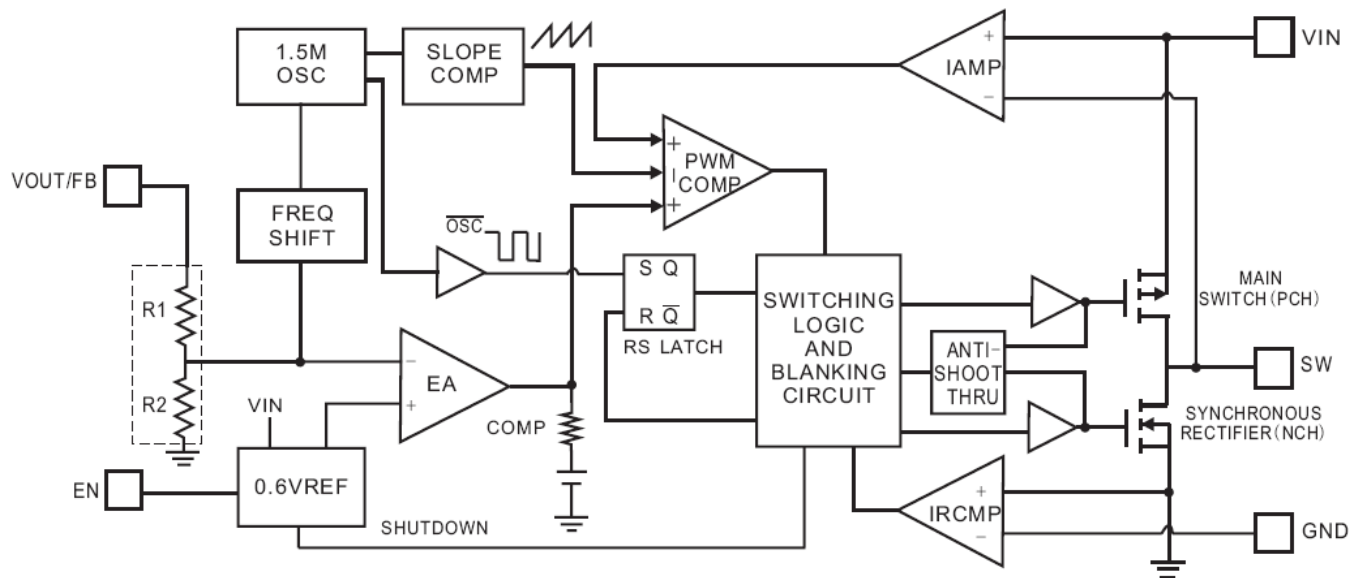 1.5M
OSC
SLOPE
COMP
+
IAMP
−
VIN
VOUT/FB
FREQ
SHIFT
+
−
+
PWM
COMP
OSC
S Q
R Q
RS LATCH
SWITCHING
LOGIC
AND
BLANKING
CIRCUIT
ANTI-
SHOOT
THRU
MAIN
SWITCH(PCH)
SW
SYNCHRONOUS
RECTIFIER(NCH)
R1
R2
−
EA
+
COMP
VIN
EN
0.6VREF
SHUTDOWN
+
IRCMP
−
GND